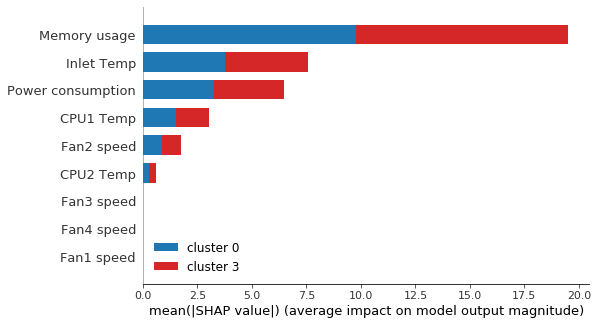 Memory usage
Inlet Temp
Power consumption
CPU1 Temp
Fan2 speed
CPU2 Temp
Fan3 speed
Fan4 speed
Fan1 speed
cluster 0
cluster 3
0.0 2.5 5.0 7.5 10.0 12.5 15.0 17.5 20.0
mean(|SHAP value|) (average impact on model output magnitude)